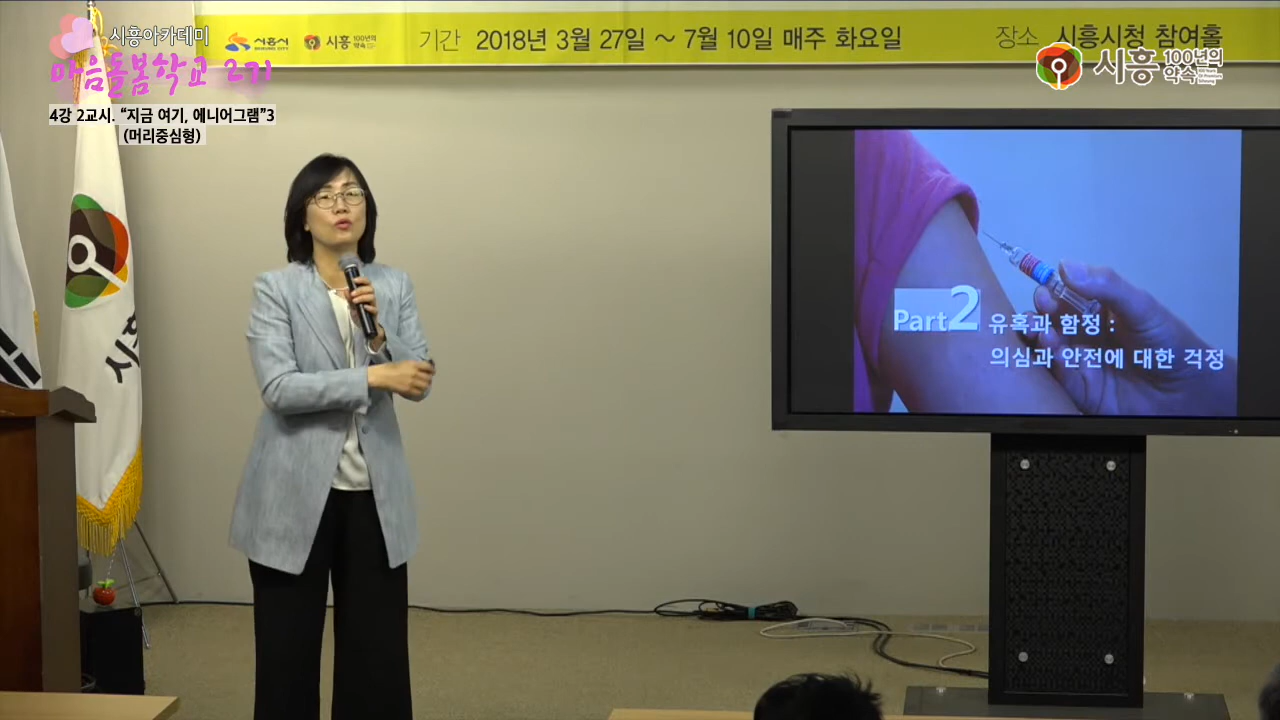 시흥아카데미
마음돌봄학교 2기
4강 2교시. “지금 여기, 에니어그램”3
(머리중심형)
시흥시
시흥 100년의
약속
기간 2018년 3월 27일 ~ 7월 10일 매주 화요일
장소 시흥시청 참여홀
시흥 100년의
약속
Part2 유혹과 함정 :
의심과 안전에 대한 걱정